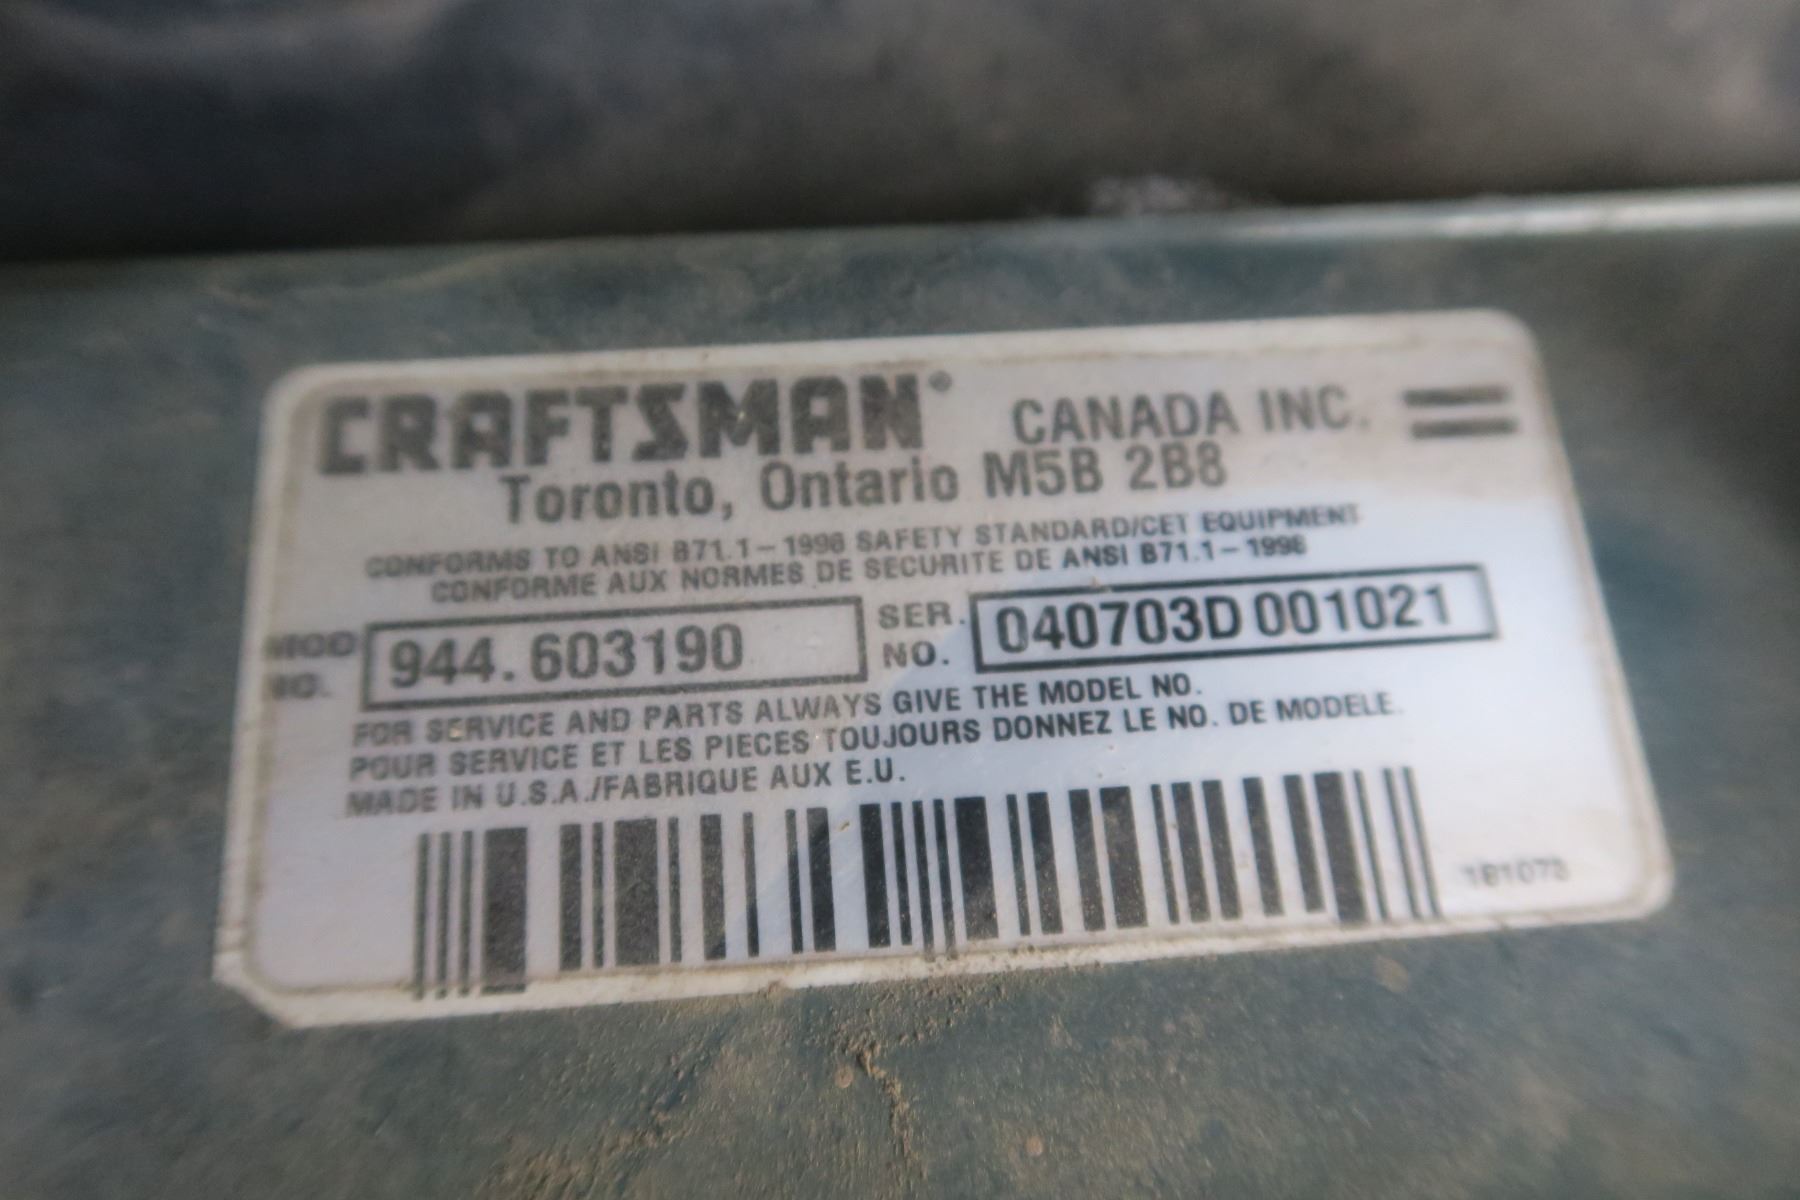 CRAFTSMAN® CANADA INC.
Toronto, Ontario M5B 2B8
CONFORMS TO ANSI B71.1-1996 SAFETY STANDARD/CET EQUIPMENT
CONFORME AUX NORMES DE SECURITE DE ANSI B71.1-1996
MOD NO. 944.603190 SER. NO. 040703D 001021
FOR SERVICE AND PARTS ALWAYS GIVE THE MODEL NO.
POUR SERVICE ET LES PIECES TOUJOURS DONNEZ LE NO. DE MODELE.
MADE IN U.S.A./FABRIQUE AUX E.U.
181073